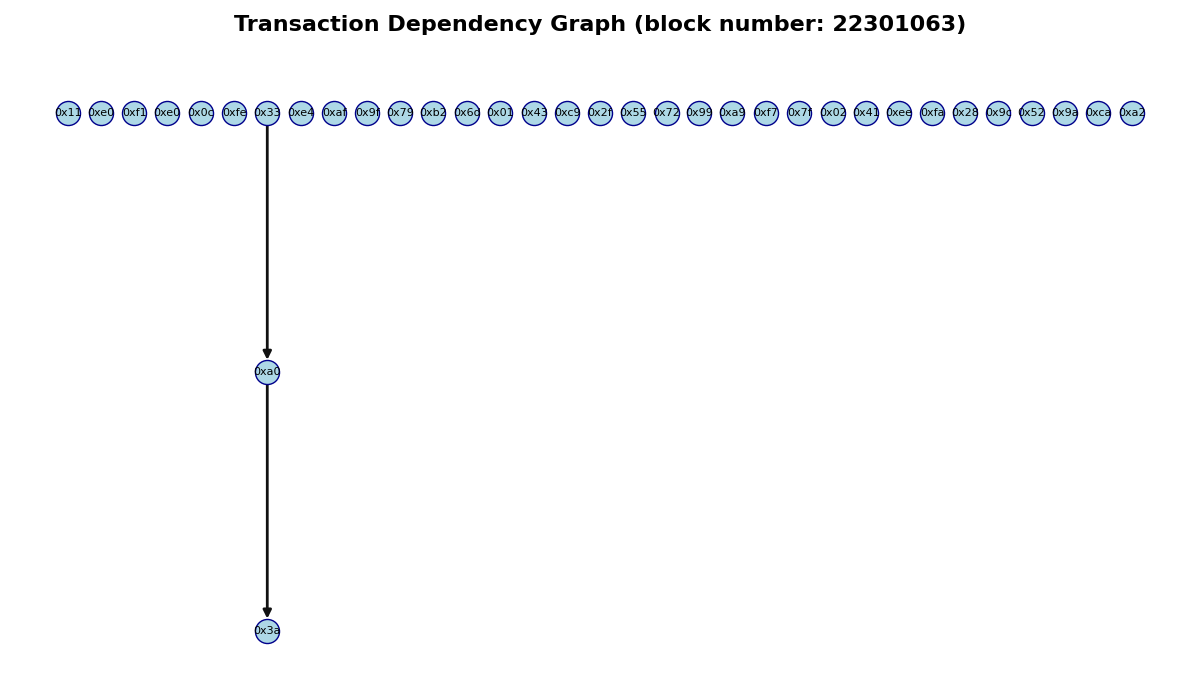 Transaction Dependency Graph (block number: 22301063)
0x11 0xe0 0xf1 0xe0 0x0c 0xfe 0x33 0xe4 0xaf 0x9f 0x79 0xb2 0x6d 0x01 0x43 0xc9 0x2f 0x55 0x72 0x99 0xa9 0xf7 0x7f 0x02 0x41 0xee 0xfa 0x28 0x9c 0x52 0x9a 0xca 0xa2
0xa0
0x3a